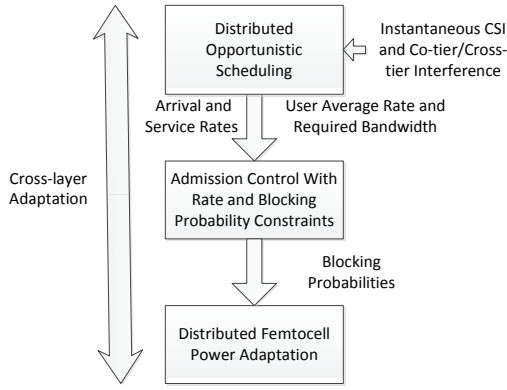 Distributed
Opportunistic
Scheduling
Instantaneous CSI
and Co-tier/Cross-
tier Interference
Arrival and
Service Rates
User Average Rate and
Required Bandwidth
Cross-layer
Adaptation
Admission Control With
Rate and Blocking
Probability Constraints
Blocking
Probabilities
Distributed Femtocell
Power Adaptation